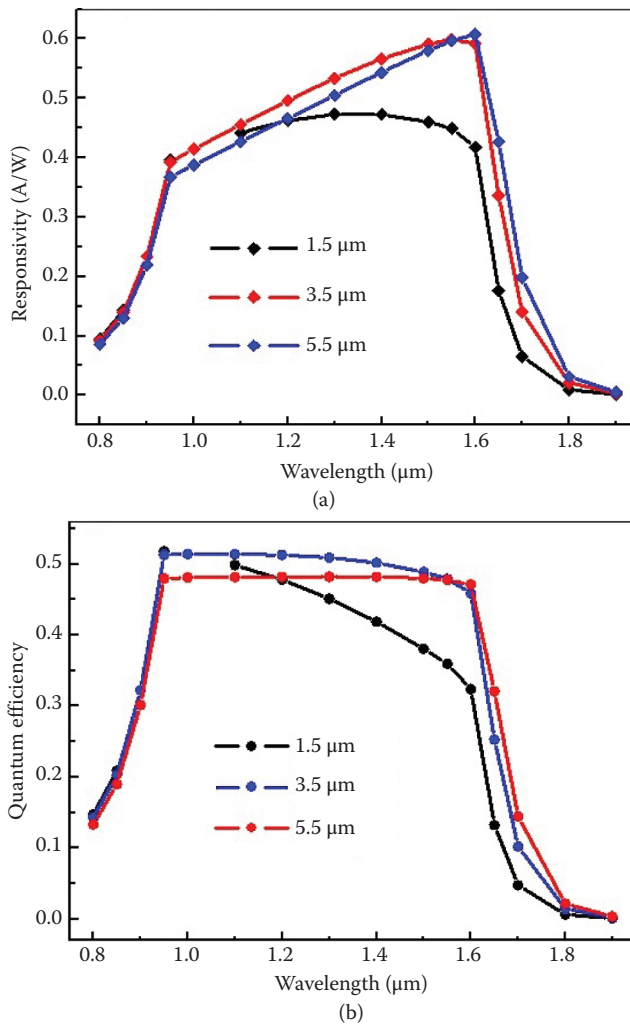 0.6
0.5
0.4
0.3
0.2
0.1
0.0
Responsivity (A/W)
1.5 μm
3.5 μm
5.5 μm
0.8 1.0 1.2 1.4 1.6 1.8
Wavelength (μm)
(a)
0.5
0.4
0.3
0.2
0.1
0.0
Quantum efficiency
1.5 μm
3.5 μm
5.5 μm
0.8 1.0 1.2 1.4 1.6 1.8
Wavelength (μm)
(b)